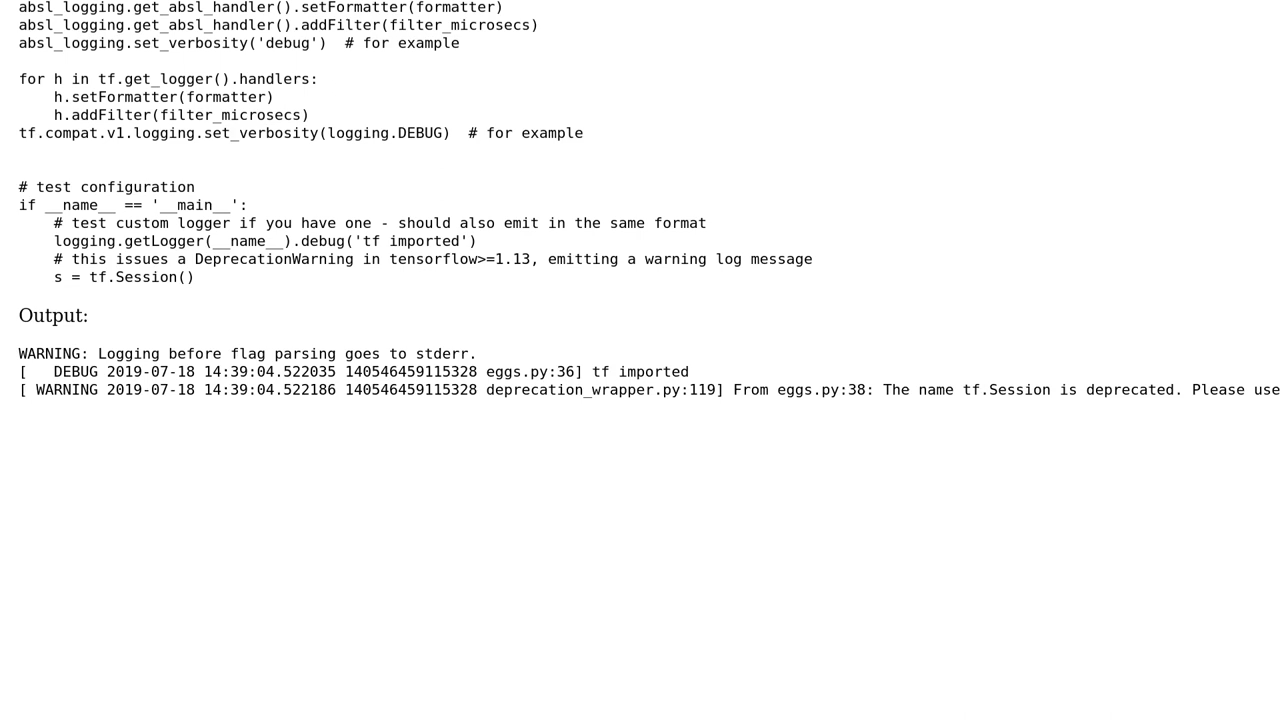 absl_logging.get_absl_handler().setFormatter(formatter)
absl_logging.get_absl_handler().addFilter(filter_microsecs)
absl_logging.set_verbosity('debug')  # for example

for h in tf.get_logger().handlers:
    h.setFormatter(formatter)
    h.addFilter(filter_microsecs)
tf.compat.v1.logging.set_verbosity(logging.DEBUG)  # for example


# test configuration
if __name__ == '__main__':
    # test custom logger if you have one - should also emit in the same format
    logging.getLogger(__name__).debug('tf imported')
    # this issues a DeprecationWarning in tensorflow>=1.13, emitting a warning log message
    s = tf.Session()

Output:

WARNING: Logging before flag parsing goes to stderr.
[   DEBUG 2019-07-18 14:39:04.522035 140546459115328 eggs.py:36] tf imported
[ WARNING 2019-07-18 14:39:04.522186 140546459115328 deprecation_wrapper.py:119] From eggs.py:38: The name tf.Session is deprecated. Please use